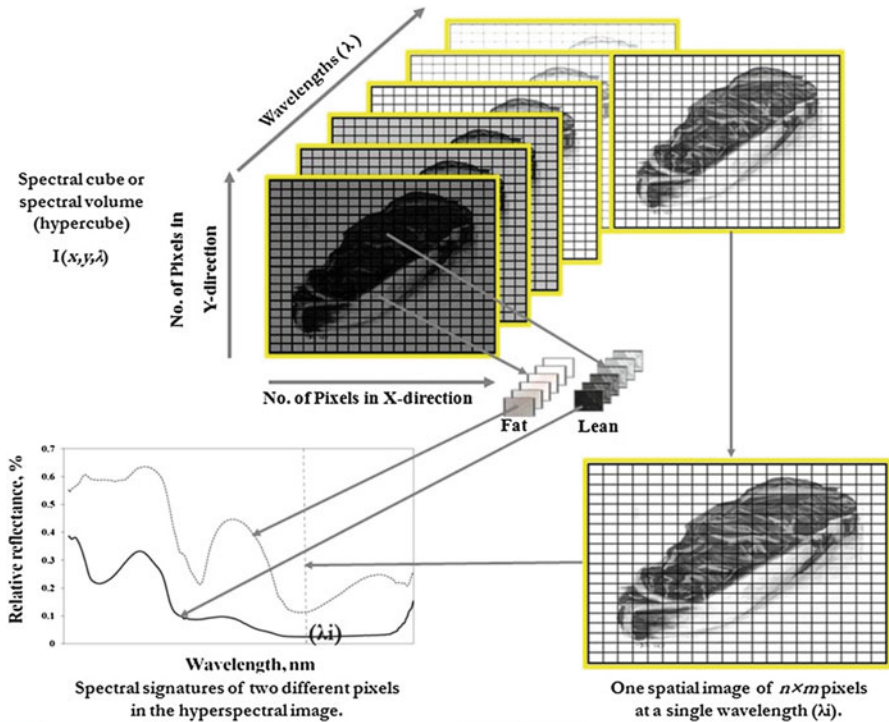 Wavelengths (λ)
Spectral cube or
spectral volume
(hypercube)
I(x,y,λ)
No. of Pixels in
Y-direction
No. of Pixels in X-direction
Fat
Lean
0.7
0.6
0.5
0.4
0.3
0.2
0.1
0
Relative reflectance, %
(λi)
Wavelength, nm
Spectral signatures of two different pixels
in the hyperspectral image.
One spatial image of n×m pixels
at a single wavelength (λi).